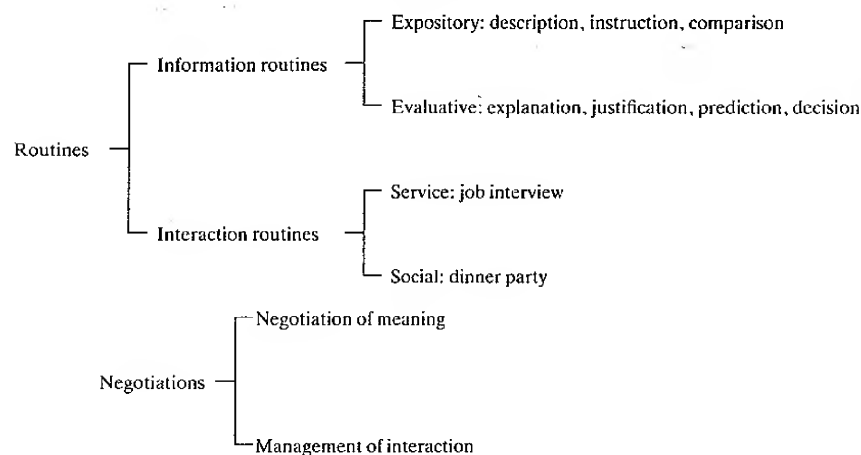 Expository: description, instruction, comparison
Information routines
Evaluative: explanation, justification, prediction, decision
Routines
Service: job interview
Interaction routines
Social: dinner party
Negotiation of meaning
Negotiations
Management of interaction